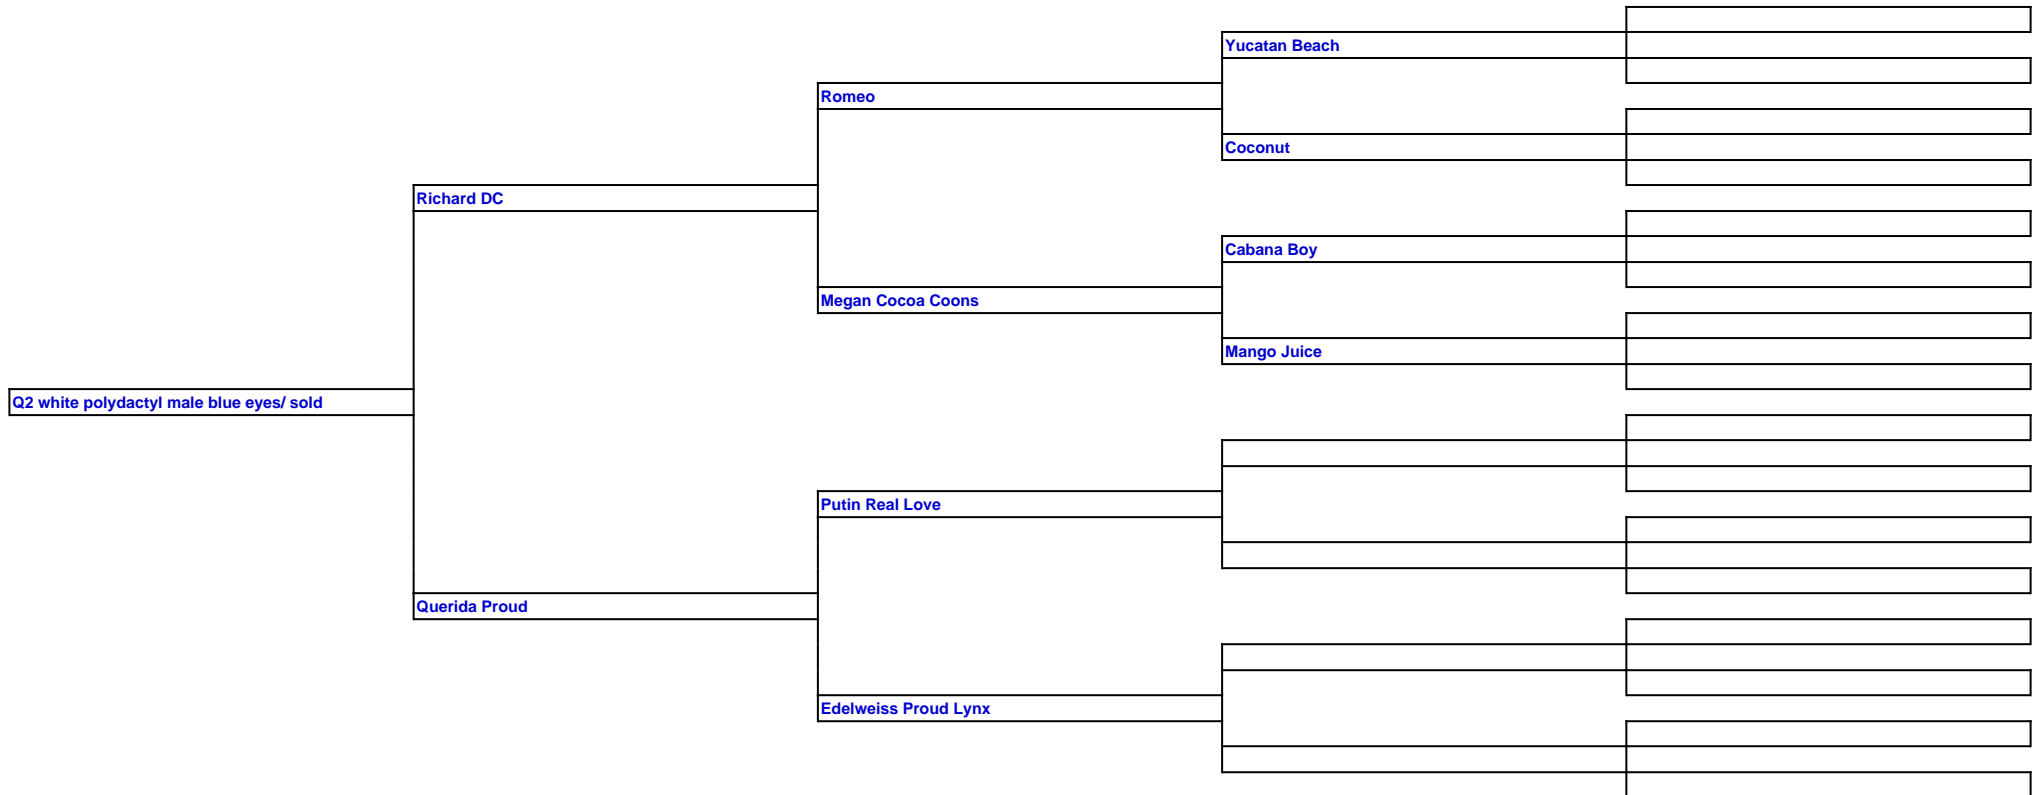 Yucatan Beach
Romeo
Coconut
Richard DC
Cabana Boy
Megan Cocoa Coons
Mango Juice
Q2 white polydactyl male blue eyes/ sold
Putin Real Love
Querida Proud
Edelweiss Proud Lynx